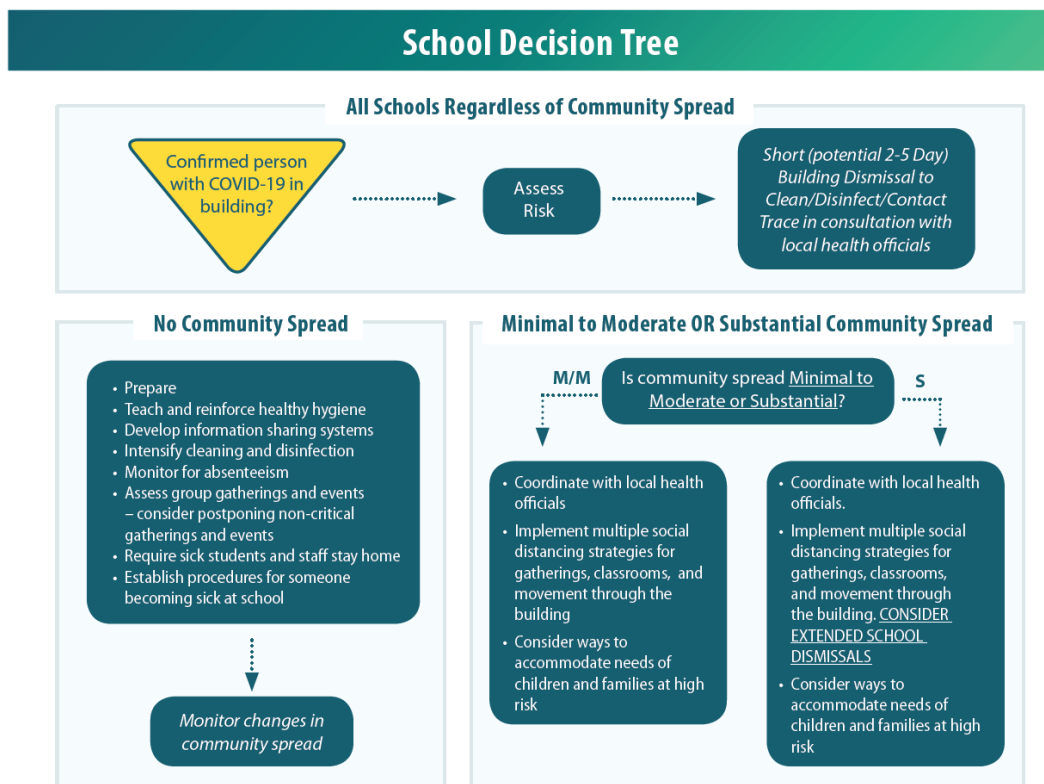 School Decision Tree
All Schools Regardless of Community Spread
Confirmed person
with COVID-19 in
building?
Assess
Risk
Short (potential 2-5 Day)
Building Dismissal to
Clean/Disinfect/Contact
Trace in consultation with
local health officials
No Community Spread
• Prepare
• Teach and reinforce healthy hygiene
• Develop information sharing systems
• Intensify cleaning and disinfection
• Monitor for absenteeism
• Assess group gatherings and events
– consider postponing non-critical
gatherings and events
• Require sick students and staff stay home
• Establish procedures for someone
becoming sick at school
Monitor changes in
community spread
Minimal to Moderate OR Substantial Community Spread
Is community spread Minimal to
Moderate or Substantial?
M/M
S
• Coordinate with local health
officials
• Implement multiple social
distancing strategies for
gatherings, classrooms, and
movement through the
building
• Consider ways to
accommodate needs of
children and families at high
risk
• Coordinate with local health
officials.
• Implement multiple social
distancing strategies for
gatherings, classrooms,
and movement through
the building. CONSIDER
EXTENDED SCHOOL
DISMISSALS
• Consider ways to
accommodate needs of
children and families at high
risk